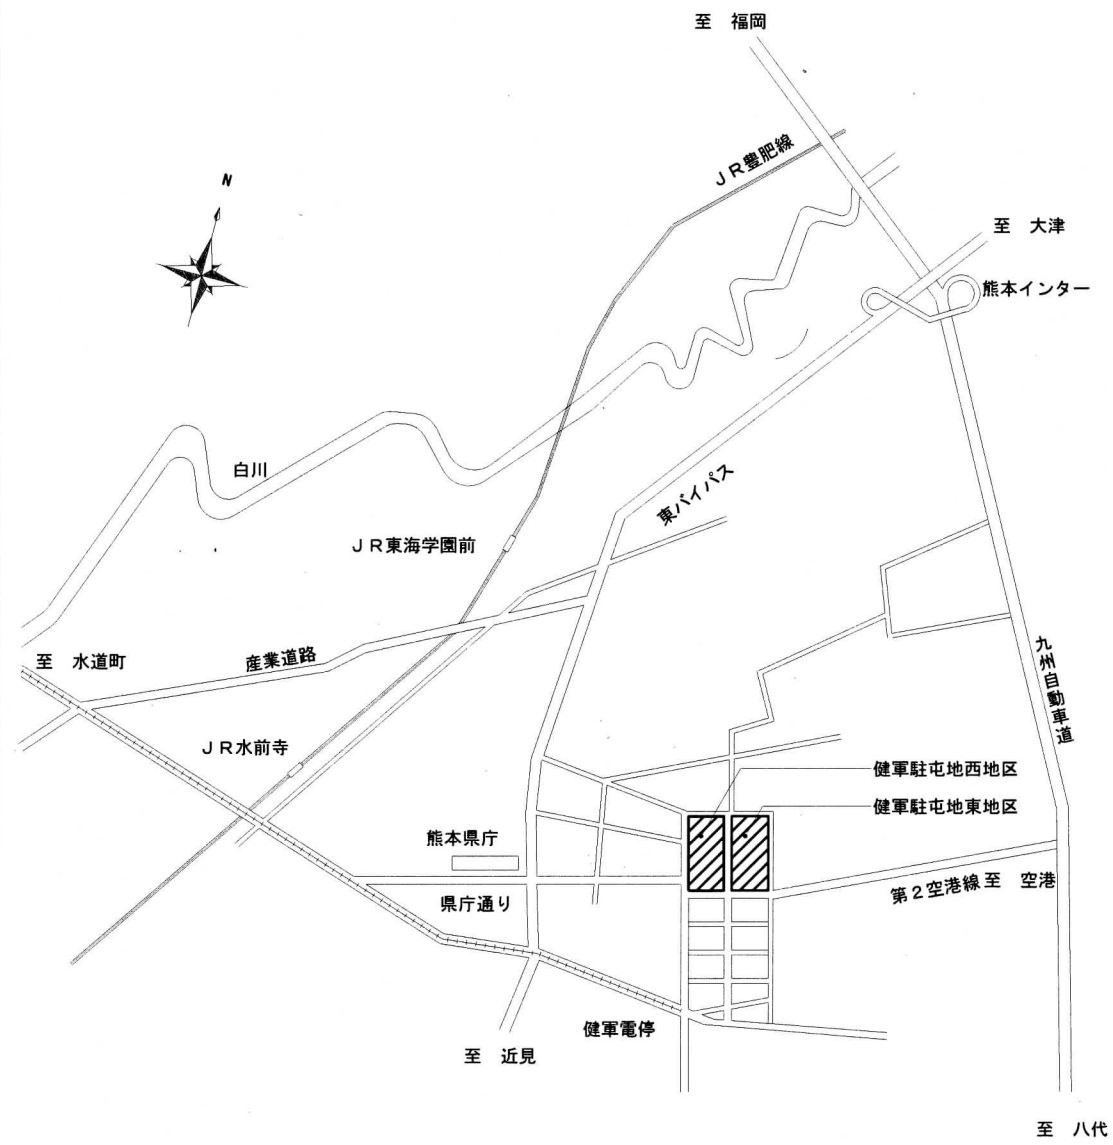 至　福岡
ＪＲ豊肥線
N
至　大津
熊本インター
白川
東バイパス
ＪＲ東海学園前
至　水道町
産業道路
九州自動車道
ＪＲ水前寺
健軍駐屯地西地区
健軍駐屯地東地区
熊本県庁
第２空港線 至　空港
県庁通り
健軍電停
至　近見
至　八代